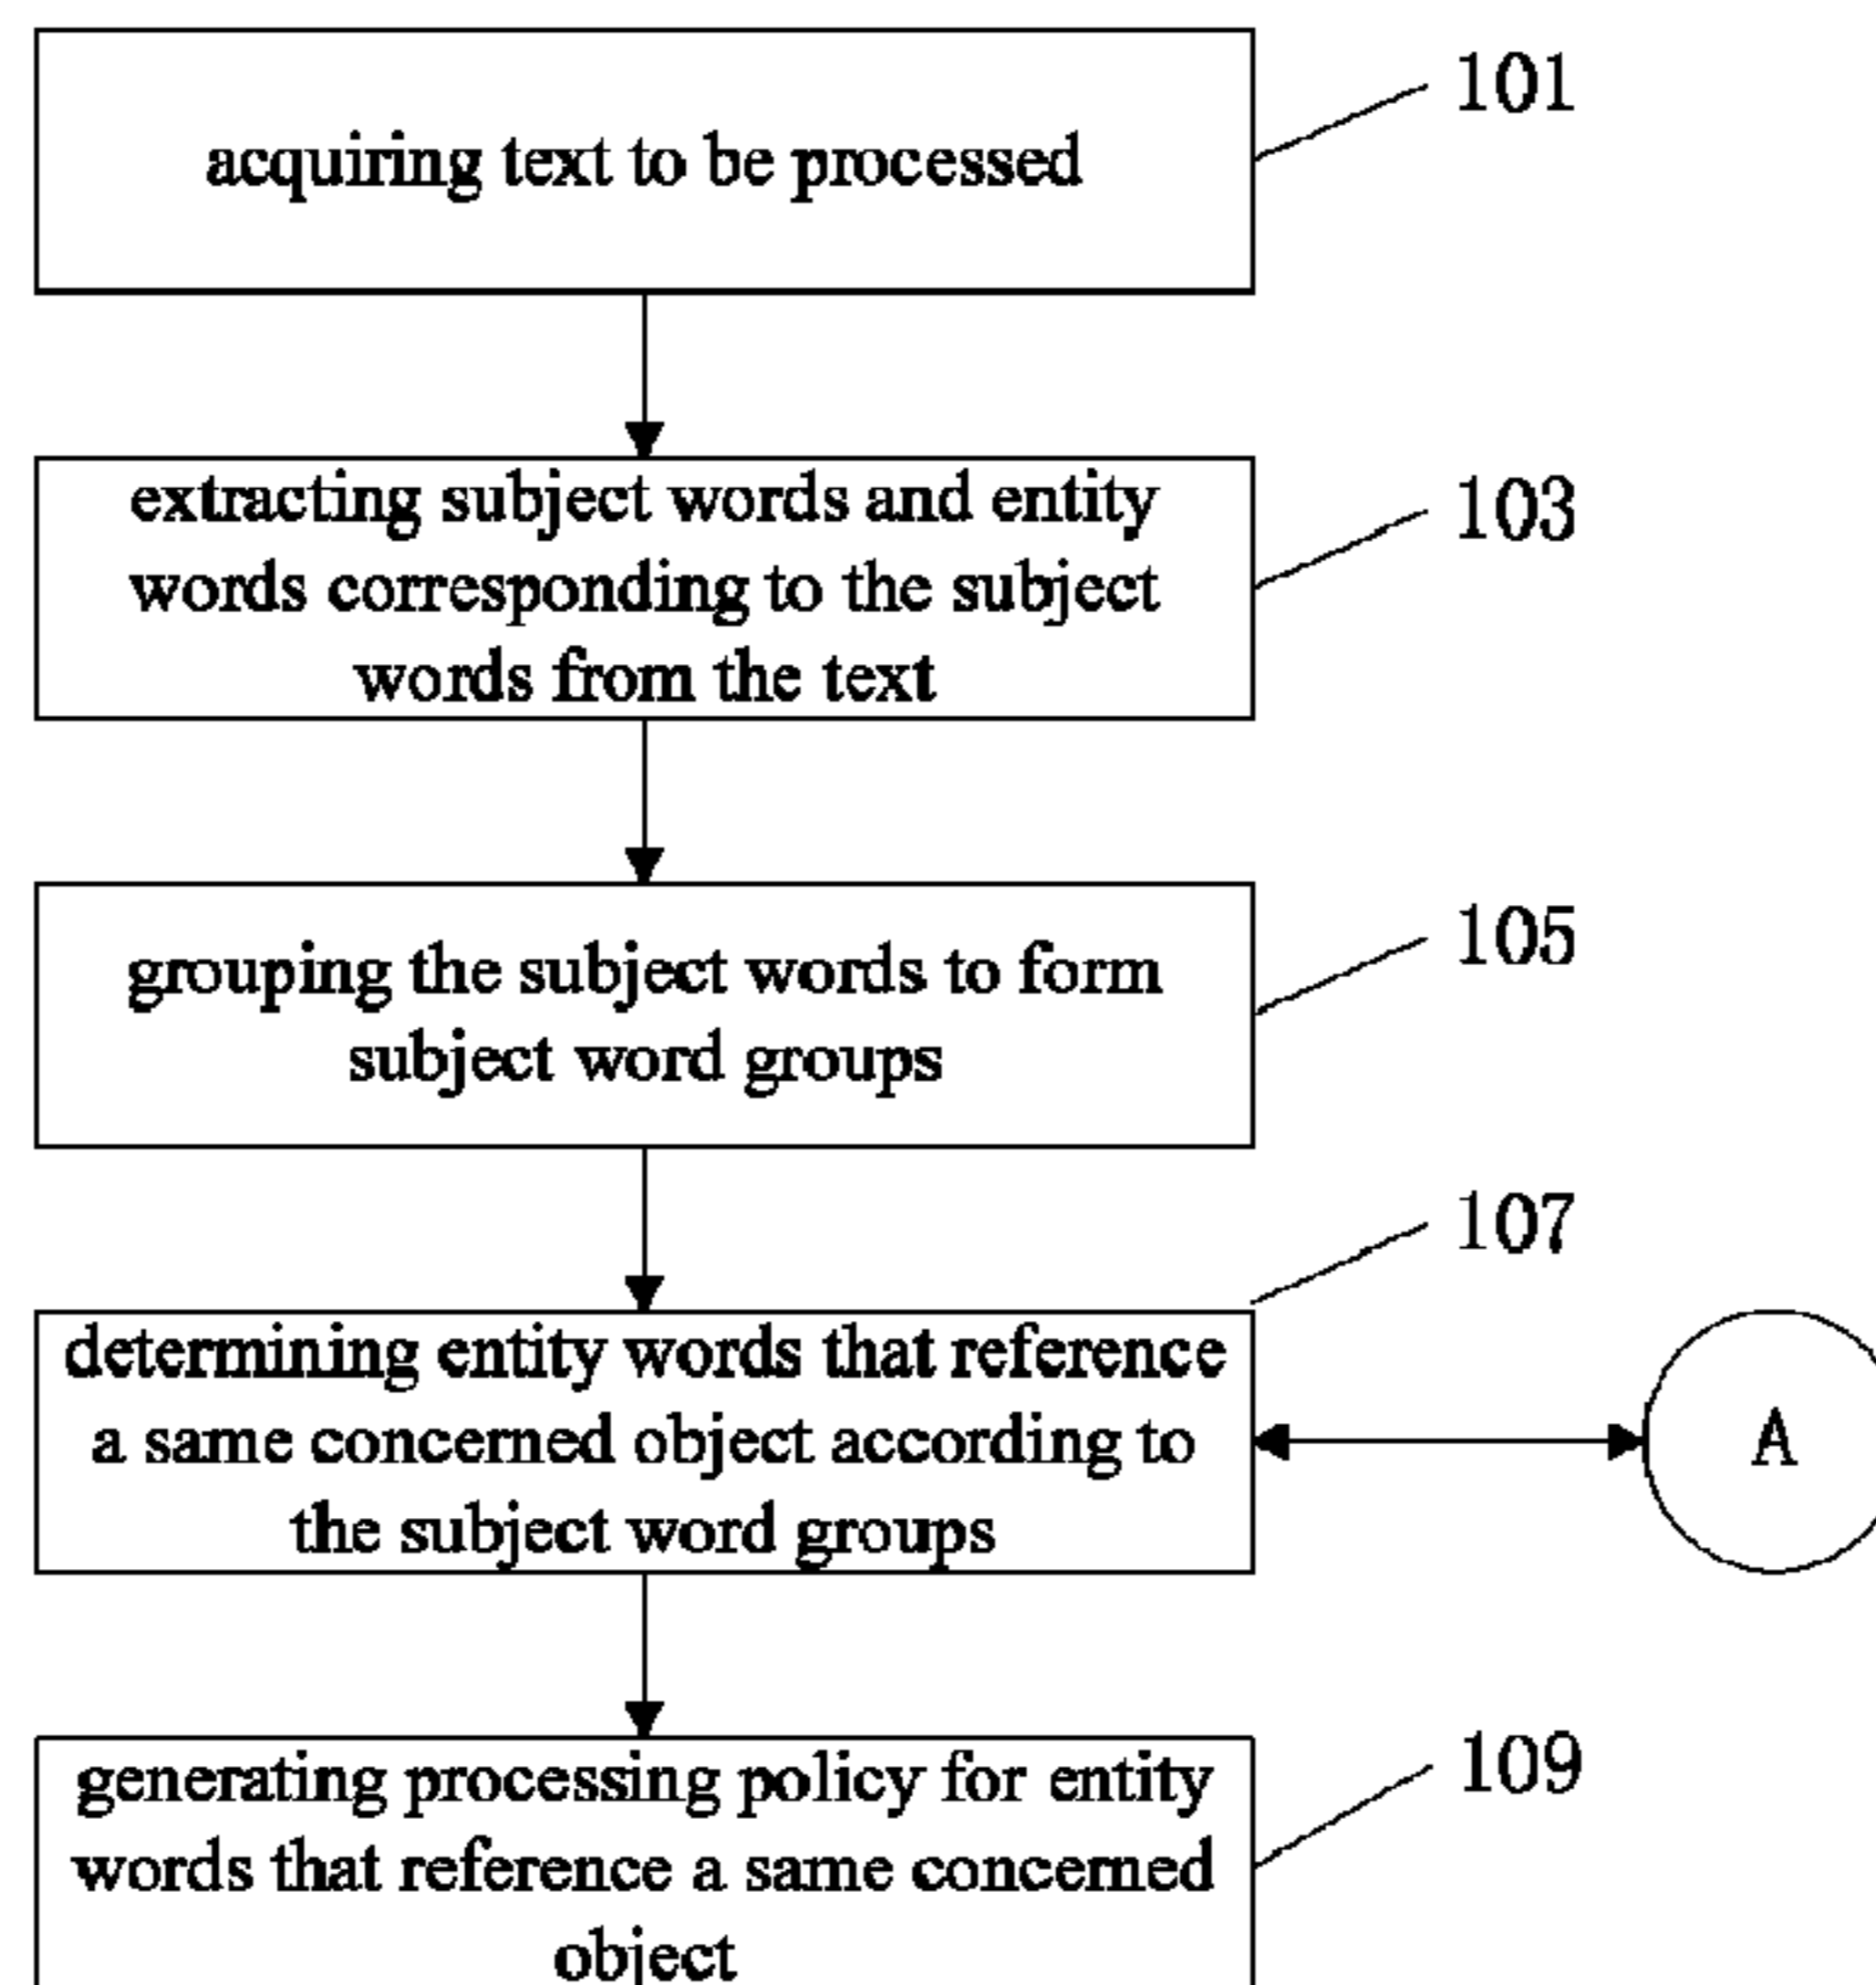 101
acquiring text to be processed
103
extracting subject words and entity
words corresponding to the subject
words from the text
105
grouping the subject words to form
subject word groups
107
determining entity words that reference
a same concerned object according to
the subject word groups
A
109
generating processing policy for entity
words that reference a same concerned
object